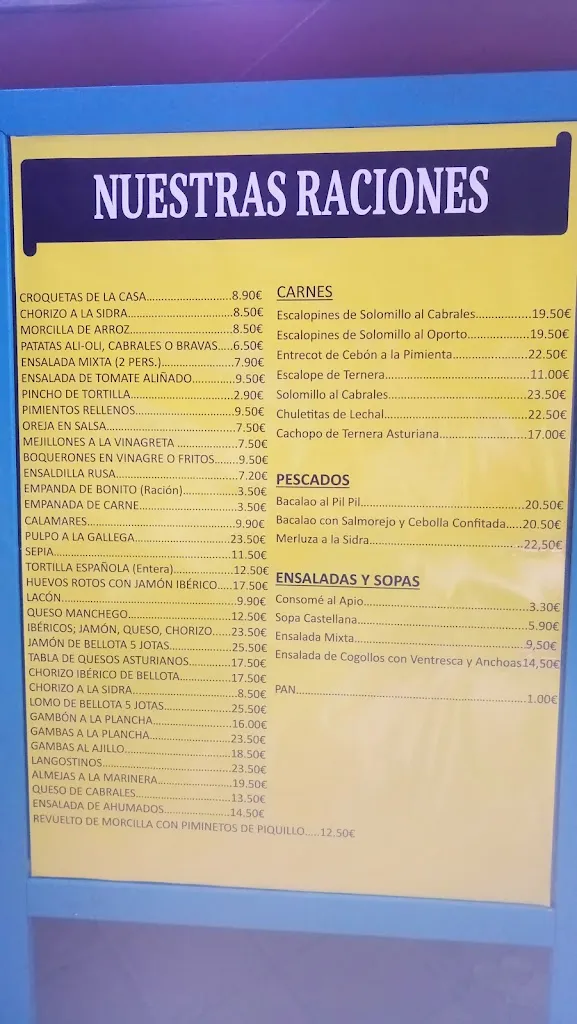 NUESTRAS RACIONES
CROQUETAS DE LA CASA............................8.90€
CHORIZO A LA SIDRA..................................8.50€
MORCILLA DE ARROZ..................................8.50€
PATATAS ALI-OLI, CABRALES O BRAVAS.....6.50€
ENSALADA MIXTA (2 PERS.)........................7.90€
ENSALADA DE TOMATE ALIÑADO..............9.50€
PINCHO DE TORTILLA..................................2.90€
PIMIENTOS RELLENOS.................................9.50€
OREJA EN SALSA...........................................7.50€
MEJILLONES A LA VINAGRETA ....................7.50€
BOQUERONES EN VINAGRE O FRITOS........9.50€
ENSALDILLA RUSA........................................7.20€
EMPANDA DE BONITO (Ración)..................3.50€
EMPANADA DE CARNE................................3.50€
CALAMARES.................................................9.90€
PULPO A LA GALLEGA................................23.50€
SEPIA...........................................................11.50€
TORTILLA ESPAÑOLA (Entera)....................12.50€
HUEVOS ROTOS CON JAMÓN IBÉRICO.....17.50€
LACÓN..........................................................9.90€
QUESO MANCHEGO...................................12.50€
IBÉRICOS; JAMÓN, QUESO, CHORIZO......23.50€
JAMÓN DE BELLOTA 5 JOTAS....................25.50€
TABLA DE QUESOS ASTURIANOS..............17.50€
CHORIZO IBÉRICO DE BELLOTA.................17.50€
CHORIZO A LA SIDRA..................................8.50€
LOMO DE BELLOTA 5 JOTAS......................25.50€
GAMBÓN A LA PLANCHA..........................16.00€
GAMBAS A LA PLANCHA...........................23.50€
GAMBAS AL AJILLO....................................18.50€
LANGOSTINOS............................................23.50€
ALMEJAS A LA MARINERA.........................19.50€
QUESO DE CABRALES.................................13.50€
ENSALADA DE AHUMADOS.......................14.50€
REVUELTO DE MORCILLA CON PIMINETOS DE PIQUILLO.....12.50€
CARNES
Escalopines de Solomillo al Cabrales.................19.50€
Escalopines de Solomillo al Oporto...................19.50€
Entrecot de Cebón a la Pimienta.......................22.50€
Escalope de Ternera..........................................11.00€
Solomillo al Cabrales.........................................23.50€
Chuletitas de Lechal..........................................22.50€
Cachopo de Ternera Asturiana..........................17.00€
PESCADOS
Bacalao al Pil Pil.................................................20.50€
Bacalao con Salmorejo y Cebolla Confitada.....20.50€
Merluza a la Sidra..............................................22,50€
ENSALADAS Y SOPAS
Consomé al Apio.................................................3.30€
Sopa Castellana...................................................5.90€
Ensalada Mixta....................................................9,50€
Ensalada de Cogollos con Ventresca y Anchoas14,50€
PAN......................................................................1.00€